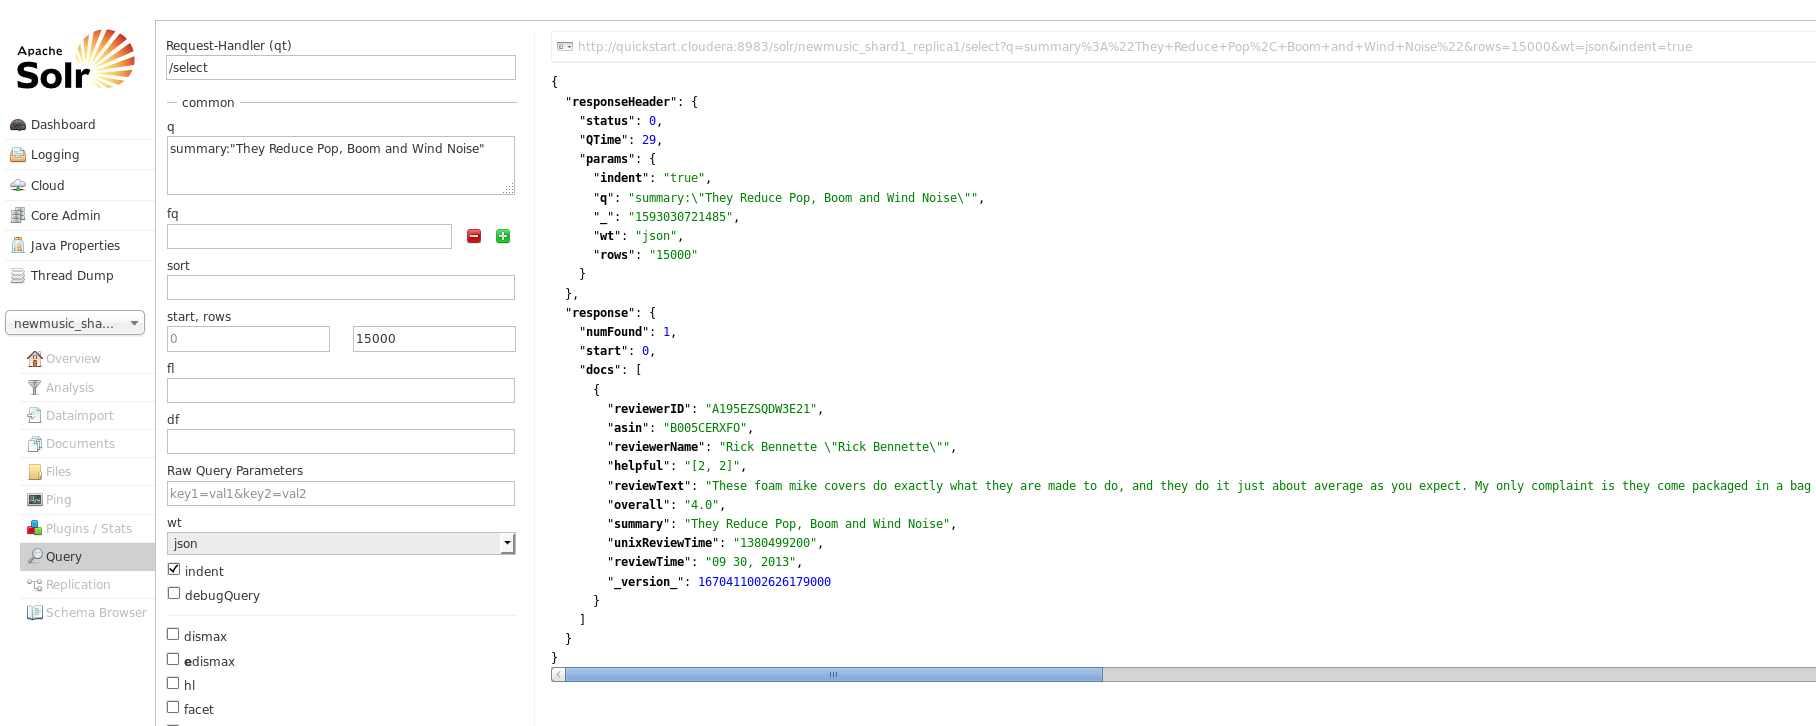 Apache
Solr
Dashboard
Logging
Cloud
Core Admin
Java Properties
Thread Dump
newmusic_sha...
Overview
Analysis
Dataimport
Documents
Files
Ping
Plugins / Stats
Query
Replication
Schema Browser
Request-Handler (qt)
/select
common
q
summary:"They Reduce Pop, Boom and Wind Noise"
fq
sort
start, rows
0 15000
fl
df
Raw Query Parameters
key1=val1&key2=val2
wt
json
indent
debugQuery
dismax
edismax
hl
facet
http://quickstart.cloudera:8983/solr/newmusic_shard1_replica1/select?q=summary%3A%22They+Reduce+Pop%2C+Boom+and+Wind+Noise%22&rows=15000&wt=json&indent=true
{
"responseHeader": {
"status": 0,
"QTime": 29,
"params": {
"indent": "true",
"q": "summary:\"They Reduce Pop, Boom and Wind Noise\"",
"_": "1593030721485",
"wt": "json",
"rows": "15000"
}
},
"response": {
"numFound": 1,
"start": 0,
"docs": [
{
"reviewerID": "A195EZSQDW3E21",
"asin": "B005CERXFO",
"reviewerName": "Rick Bennette \"Rick Bennette\"",
"helpful": "[2, 2]",
"reviewText": "These foam mike covers do exactly what they are made to do, and they do it just about average as you expect. My only complaint is they come packaged in a bag
"overall": "4.0",
"summary": "They Reduce Pop, Boom and Wind Noise",
"unixReviewTime": "1380499200",
"reviewTime": "09 30, 2013",
"_version_": 1670411002626179000
}
]
}
}